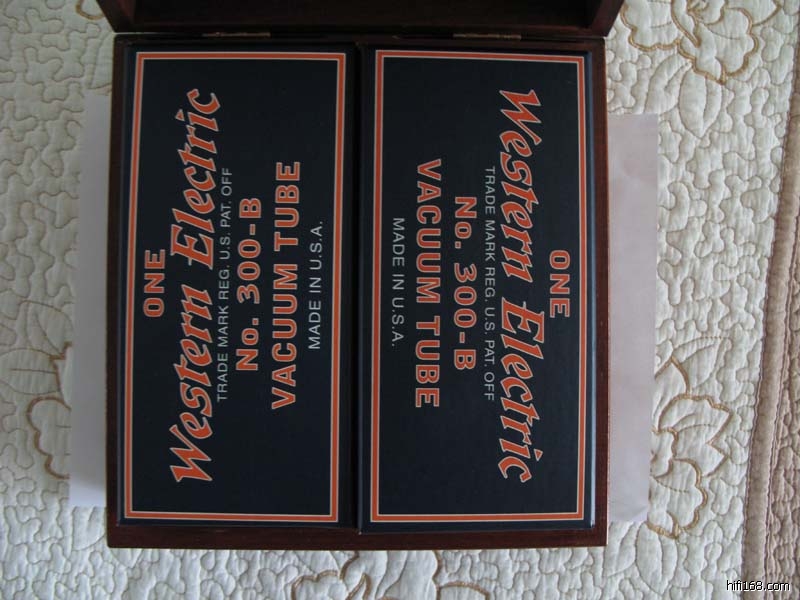 ONE
Western Electric
TRADE MARK REG. U.S. PAT. OFF
No. 300-B
VACUUM TUBE
MADE IN U.S.A.
ONE
Western Electric
TRADE MARK REG. U.S. PAT. OFF
No. 300-B
VACUUM TUBE
MADE IN U.S.A.
hifi168.com